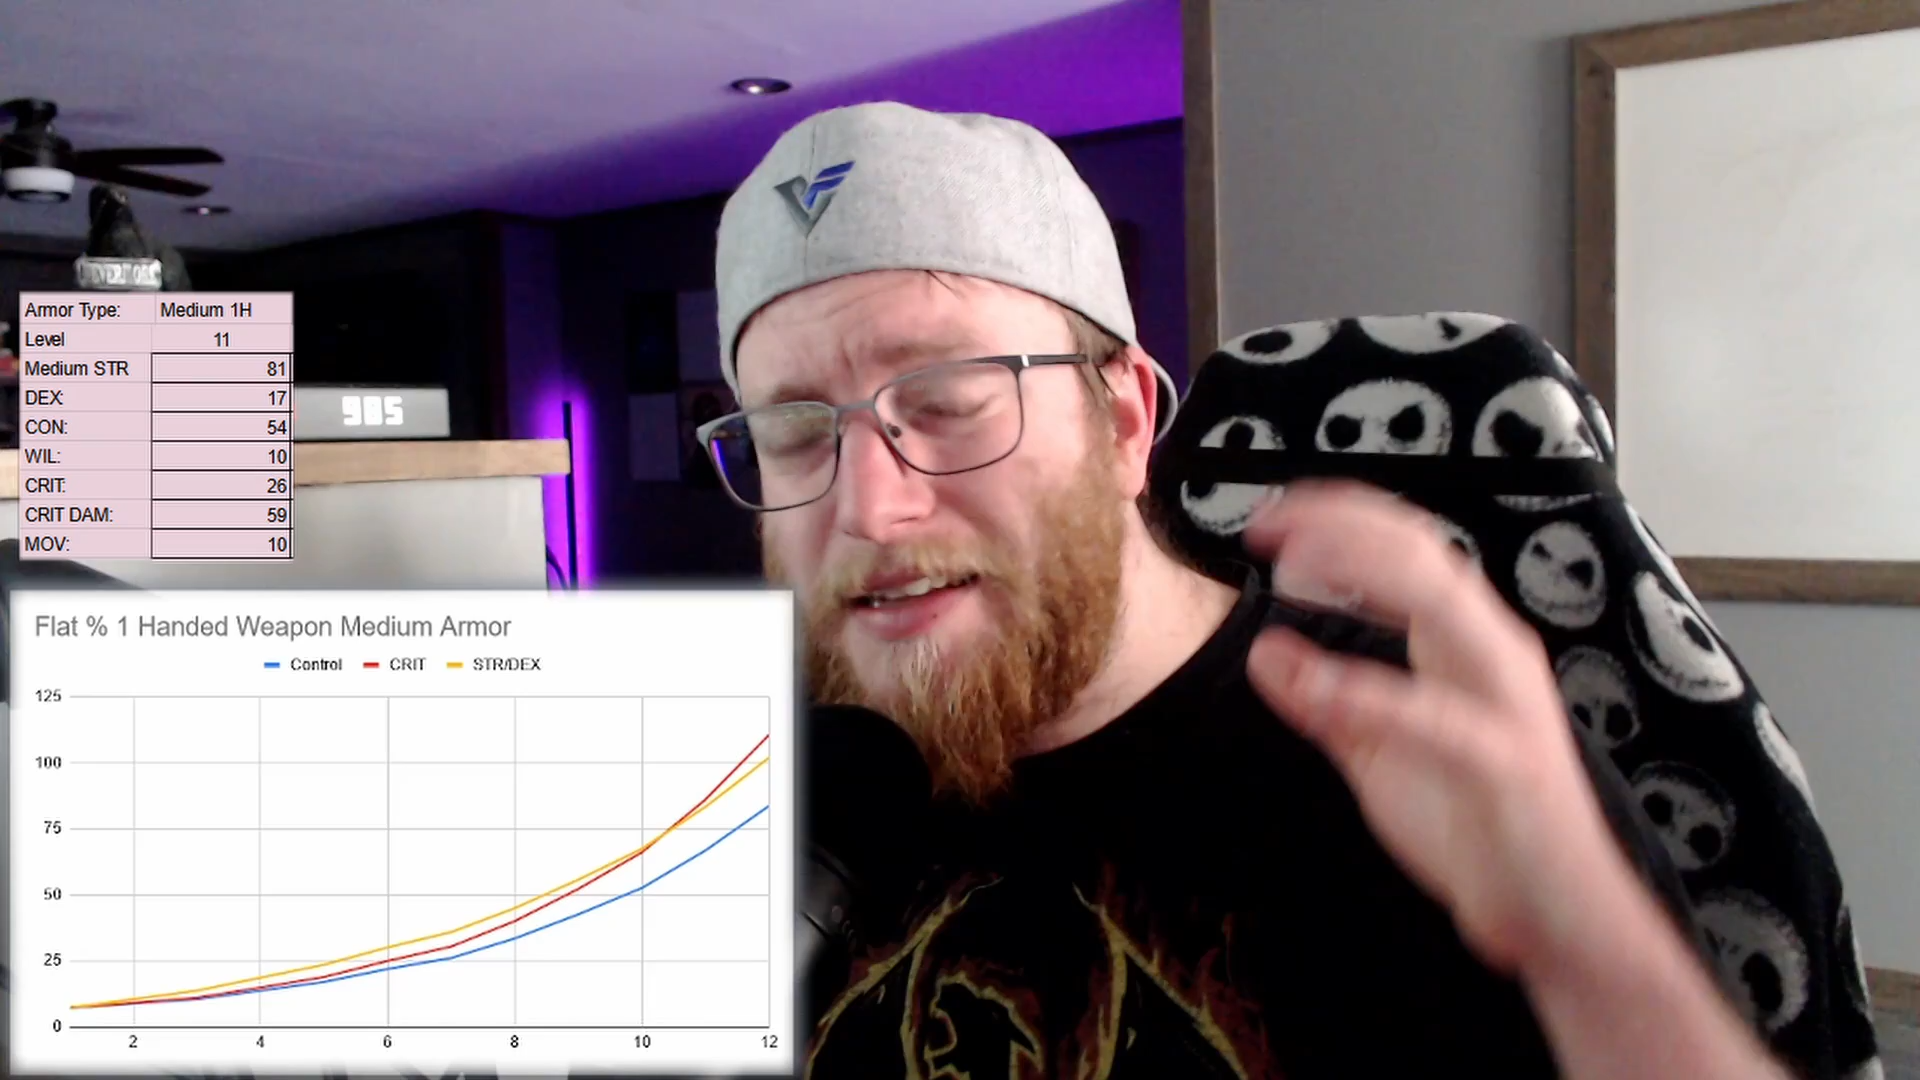 Armor Type: Medium 1H
Level 11
Medium STR 81
DEX: 17
CON: 54
WIL: 10
CRIT: 26
CRIT DAM: 59
MOV: 10
985
Flat % 1 Handed Weapon Medium Armor
Control CRIT STR/DEX
125
100
75
50
25
0
2 4 6 8 10 12